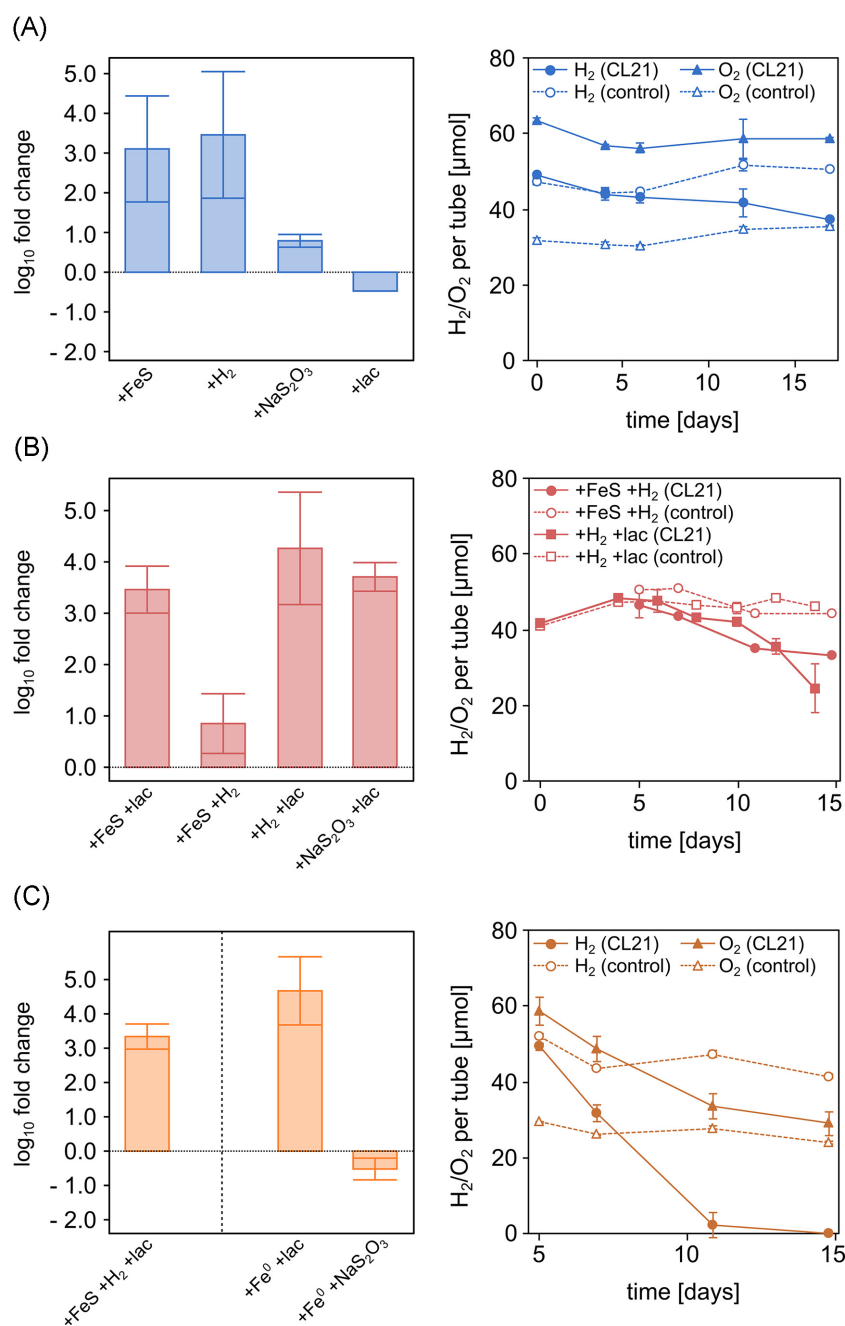 (A)
5.0
4.0
3.0
2.0
1.0
0.0
- 1.0
- 2.0
log10 fold change
+FeS
+H2
+NaS2O3
+lac
80
60
40
20
0
H2/O2 per tube [µmol]
H2 (CL21) O2 (CL21)
H2 (control) O2 (control)
0 5 10 15
time [days]
(B)
5.0
4.0
3.0
2.0
1.0
0.0
log10 fold change
+FeS +lac
+FeS +H2
+H2 +lac
+NaS2O3 +lac
80
60
40
20
0
H2/O2 per tube [µmol]
+FeS +H2 (CL21)
+FeS +H2 (control)
+H2 +lac (CL21)
+H2 +lac (control)
0 5 10 15
time [days]
(C)
5.0
4.0
3.0
2.0
1.0
0.0
- 1.0
- 2.0
log10 fold change
+FeS +H2 +lac
+Fe0 +lac
+Fe0 +NaS2O3
80
60
40
20
0
H2/O2 per tube [µmol]
H2 (CL21) O2 (CL21)
H2 (control) O2 (control)
5 10 15
time [days]